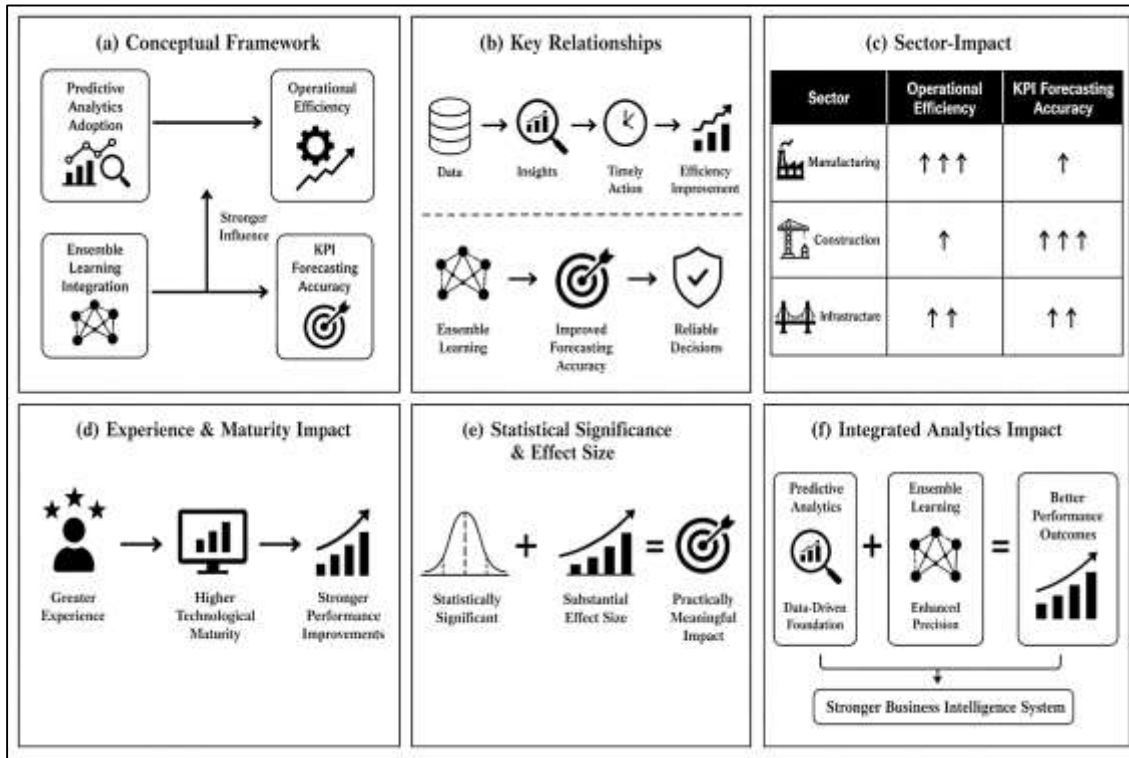 (a) Conceptual Framework
Predictive
Analytics
Adoption
Operational
Efficiency
Stronger
Influence
Ensemble
Learning
Integration
KPI
Forecasting
Accuracy
(b) Key Relationships
Data
Insights
Timely
Action
Efficiency
Improvement
Ensemble
Learning
Improved
Forecasting
Accuracy
Reliable
Decisions
(c) Sector-Impact
Sector
Operational
Efficiency
KPI Forecasting
Accuracy
Manufacturing
↑↑↑
↑
Construction
↑
↑↑↑
Infrastructure
↑↑
↑↑
(d) Experience & Maturity Impact
Greater
Experience
Higher
Technological
Maturity
Stronger
Performance
Improvements
(e) Statistical Significance
& Effect Size
+
=
Statistically
Significant
Substantial
Effect Size
Practically
Meaningful
Impact
(f) Integrated Analytics Impact
Predictive
Analytics
Data-Driven
Foundation
+
Ensemble
Learning
Enhanced
Precision
=
Better
Performance
Outcomes
Stronger Business Intelligence System